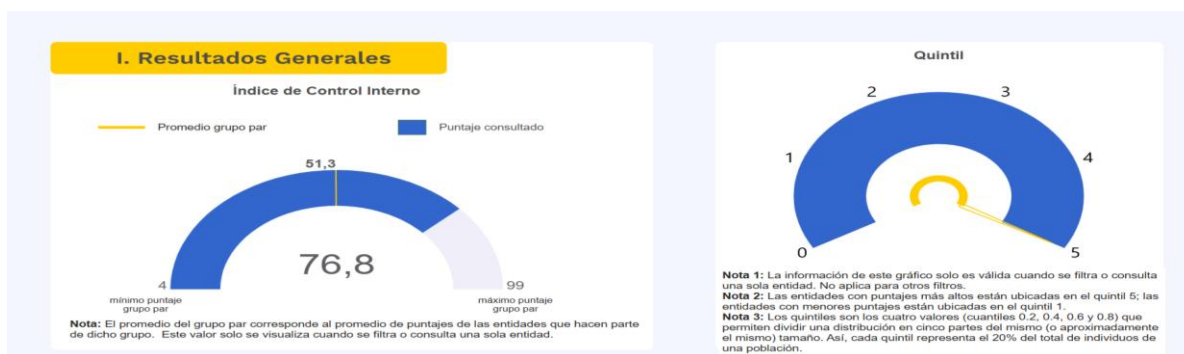 I. Resultados Generales
Índice de Control Interno
Promedio grupo par
Puntaje consultado
51,3
76,8
4
99
mínimo puntaje
grupo par
máximo puntaje
grupo par
Nota: El promedio del grupo par corresponde al promedio de puntajes de las entidades que hacen parte
de dicho grupo. Este valor solo se visualiza cuando se filtra o consulta una sola entidad.
Quintil
2
3
1
4
0
5
Nota 1: La información de este gráfico solo es válida cuando se filtra o consulta
una sola entidad. No aplica para otros filtros.
Nota 2: Las entidades con puntajes más altos están ubicadas en el quintil 5; las
entidades con menores puntajes están ubicadas en el quintil 1.
Nota 3: Los quintiles son los cuatro valores (cuantiles 0.2, 0.4, 0.6 y 0.8) que
permiten dividir una distribución en cinco partes del mismo (o aproximadamente
el mismo) tamaño. Así, cada quintil representa el 20% del total de individuos de
una población.